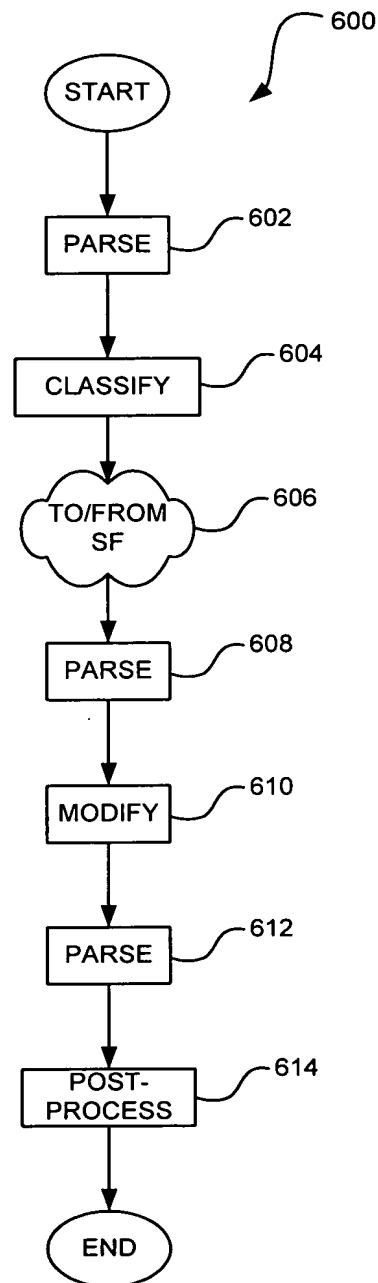 600
START
602
PARSE
604
CLASSIFY
606
TO/FROM
SF
608
PARSE
610
MODIFY
612
PARSE
614
POST-
PROCESS
END